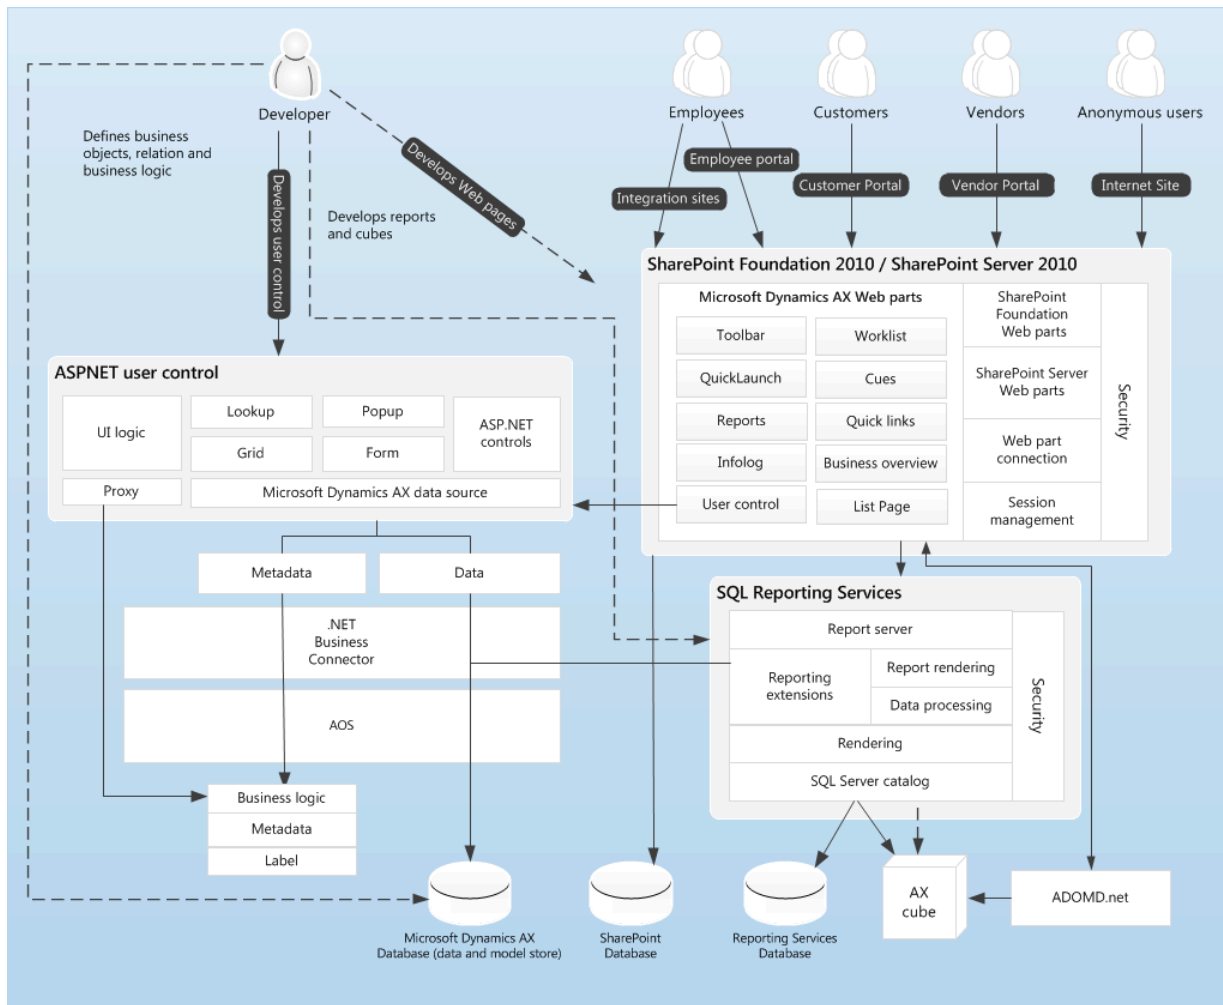 Developer
Employees
Customers
Vendors
Anonymous users
Defines business
objects, relation and
business logic
Develops user control
Develops Web pages
Develops reports
and cubes
Employee portal
Integration sites
Customer Portal
Vendor Portal
Internet Site
SharePoint Foundation 2010 / SharePoint Server 2010
Microsoft Dynamics AX Web parts
Toolbar
Worklist
QuickLaunch
Cues
Reports
Quick links
Infolog
Business overview
User control
List Page
SharePoint
Foundation
Web parts
SharePoint Server
Web parts
Web part
connection
Session
management
Security
ASPNET user control
UI logic
Lookup
Popup
Grid
Form
ASP.NET
controls
Proxy
Microsoft Dynamics AX data source
Metadata
Data
.NET
Business
Connector
AOS
Business logic
Metadata
Label
SQL Reporting Services
Report server
Reporting
extensions
Report rendering
Data processing
Rendering
SQL Server catalog
Security
AX
cube
ADOMD.net
Microsoft Dynamics AX
Database (data and model store)
SharePoint
Database
Reporting Services
Database